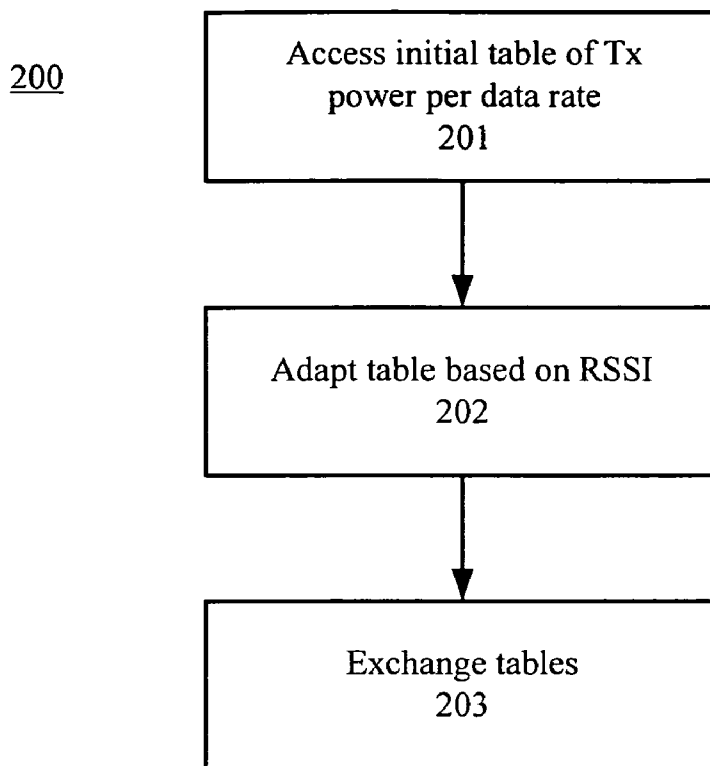 200
Access initial table of Tx
power per data rate
201
Adapt table based on RSSI
202
Exchange tables
203